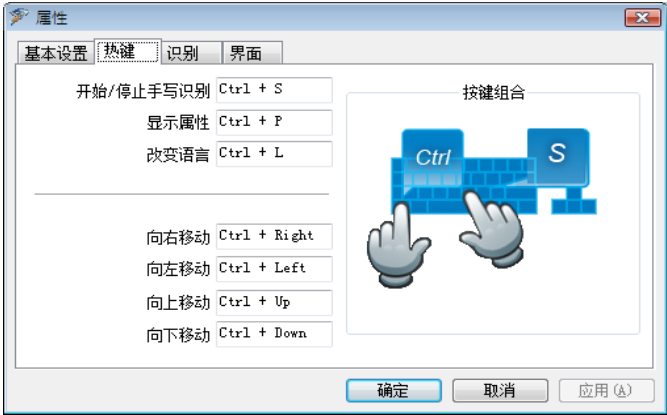 属性
基本设置 热键 识别 界面
开始/停止手写识别 Ctrl + S
显示属性 Ctrl + P
改变语言 Ctrl + L
向右移动 Ctrl + Right
向左移动 Ctrl + Left
向上移动 Ctrl + Up
向下移动 Ctrl + Down
按键组合
Ctrl S
确定 取消 应用(A)